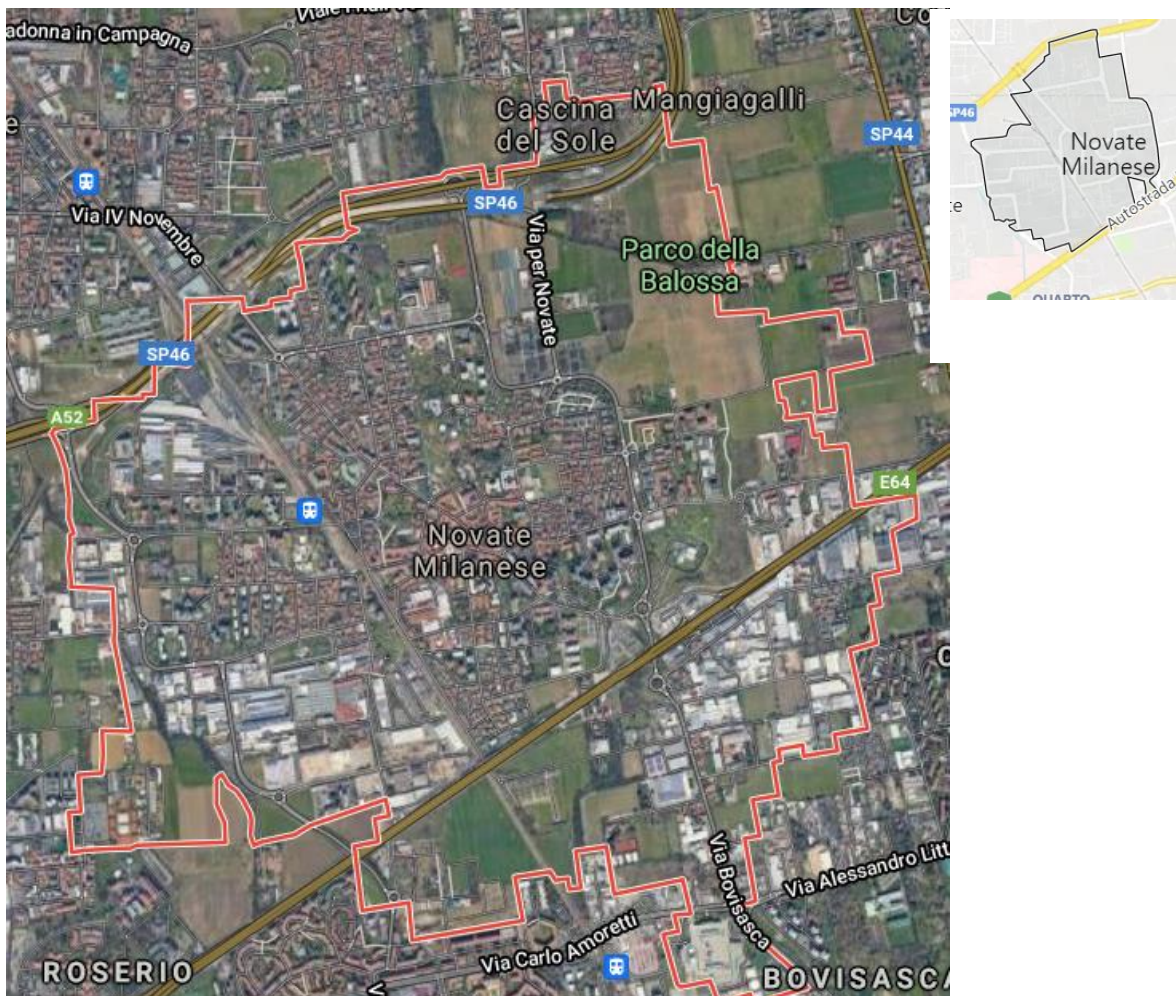 adonna in Campagna
Cascina
del Sole
Mangiagalli
SP44
SP46
Via IV Novembre
SP46
Via per Novate
Parco della
Balossa
SP46
A52
E64
Novate
Milanese
Via Alessandro Litt
Via Bovisasca
Via Carlo Amoretti
ROSERIO
BOVISASCA
Novate
Milanese
Autostrada
te
QUARTO